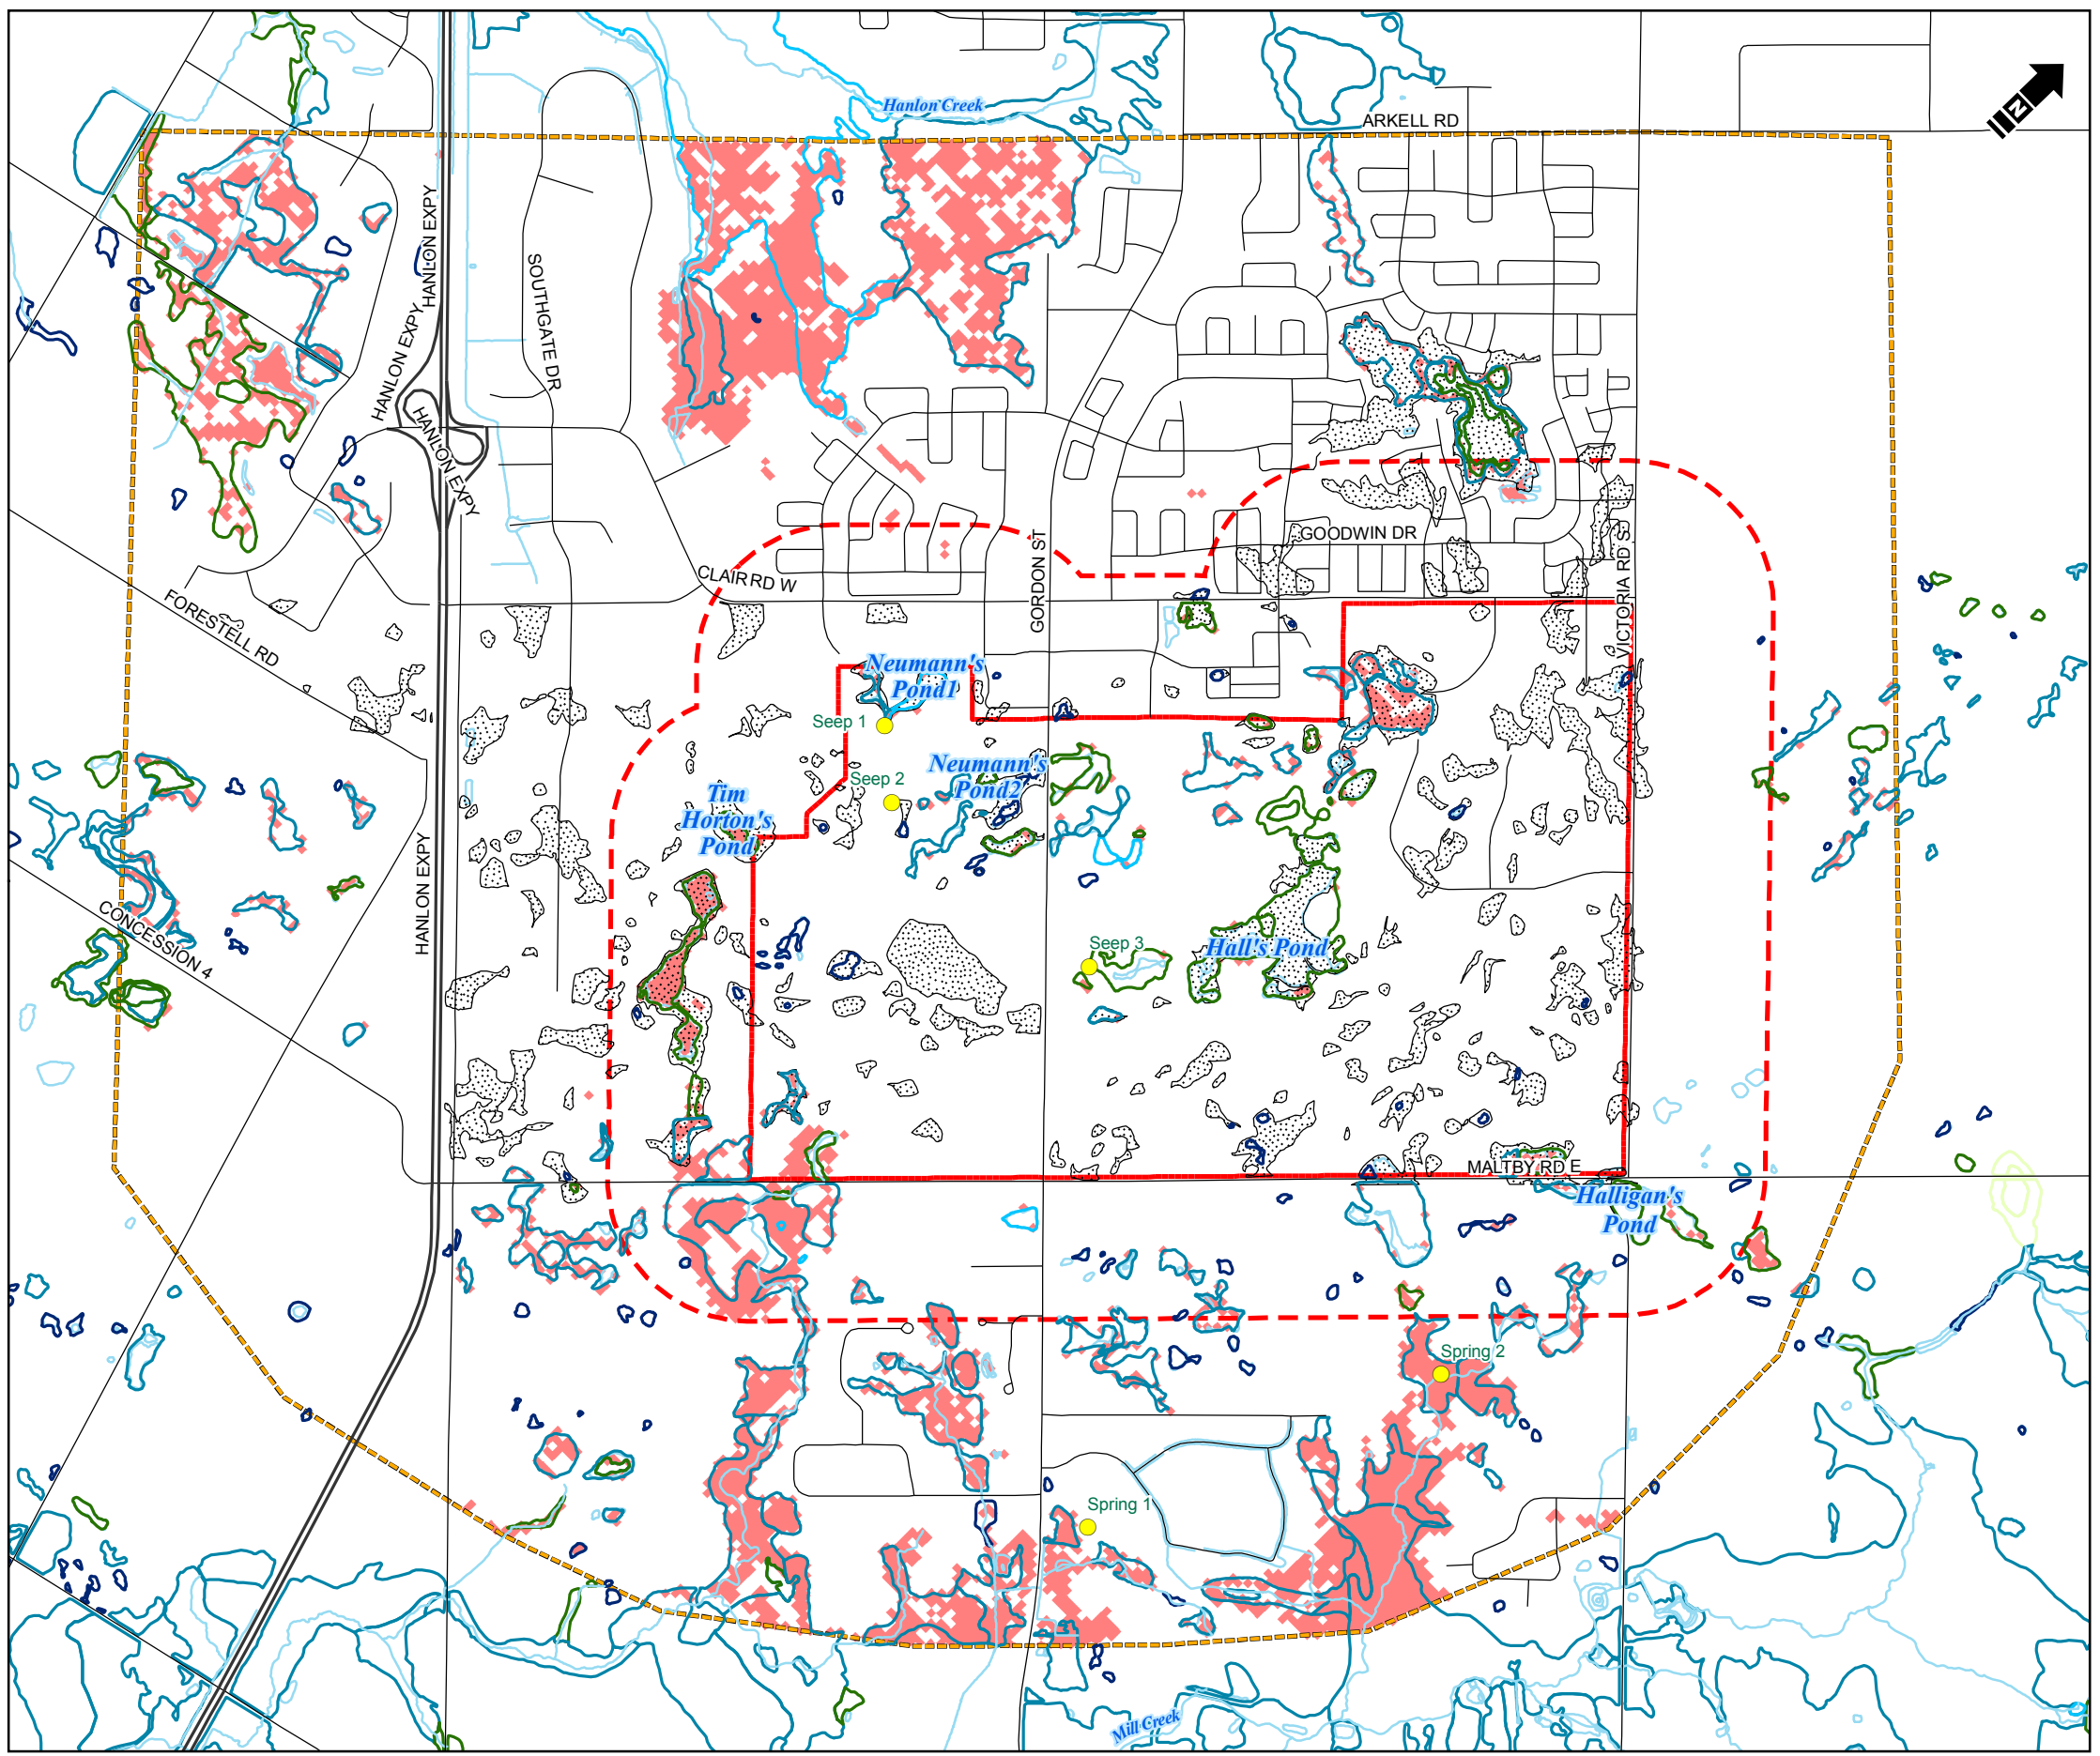 Hanlon Creek
ARKELL RD
N
HANLON EXPY
SOUTHGATE DR
HANLON EXPY
HANLON EXPY
GOODWIN DR
GORDON ST
VICTORIA RD S
CLAIR RD W
FORESTELL RD
Neumann's
Pond1
Seep 1
Neumann's
Pond2
Seep 2
Tim
Horton's
Pond
HANLON EXPY
CONCESSION 4
Seep 3
Hall's Pond
MALTBY RD E
Halligan's
Pond
Spring 2
Spring 1
Mill Creek